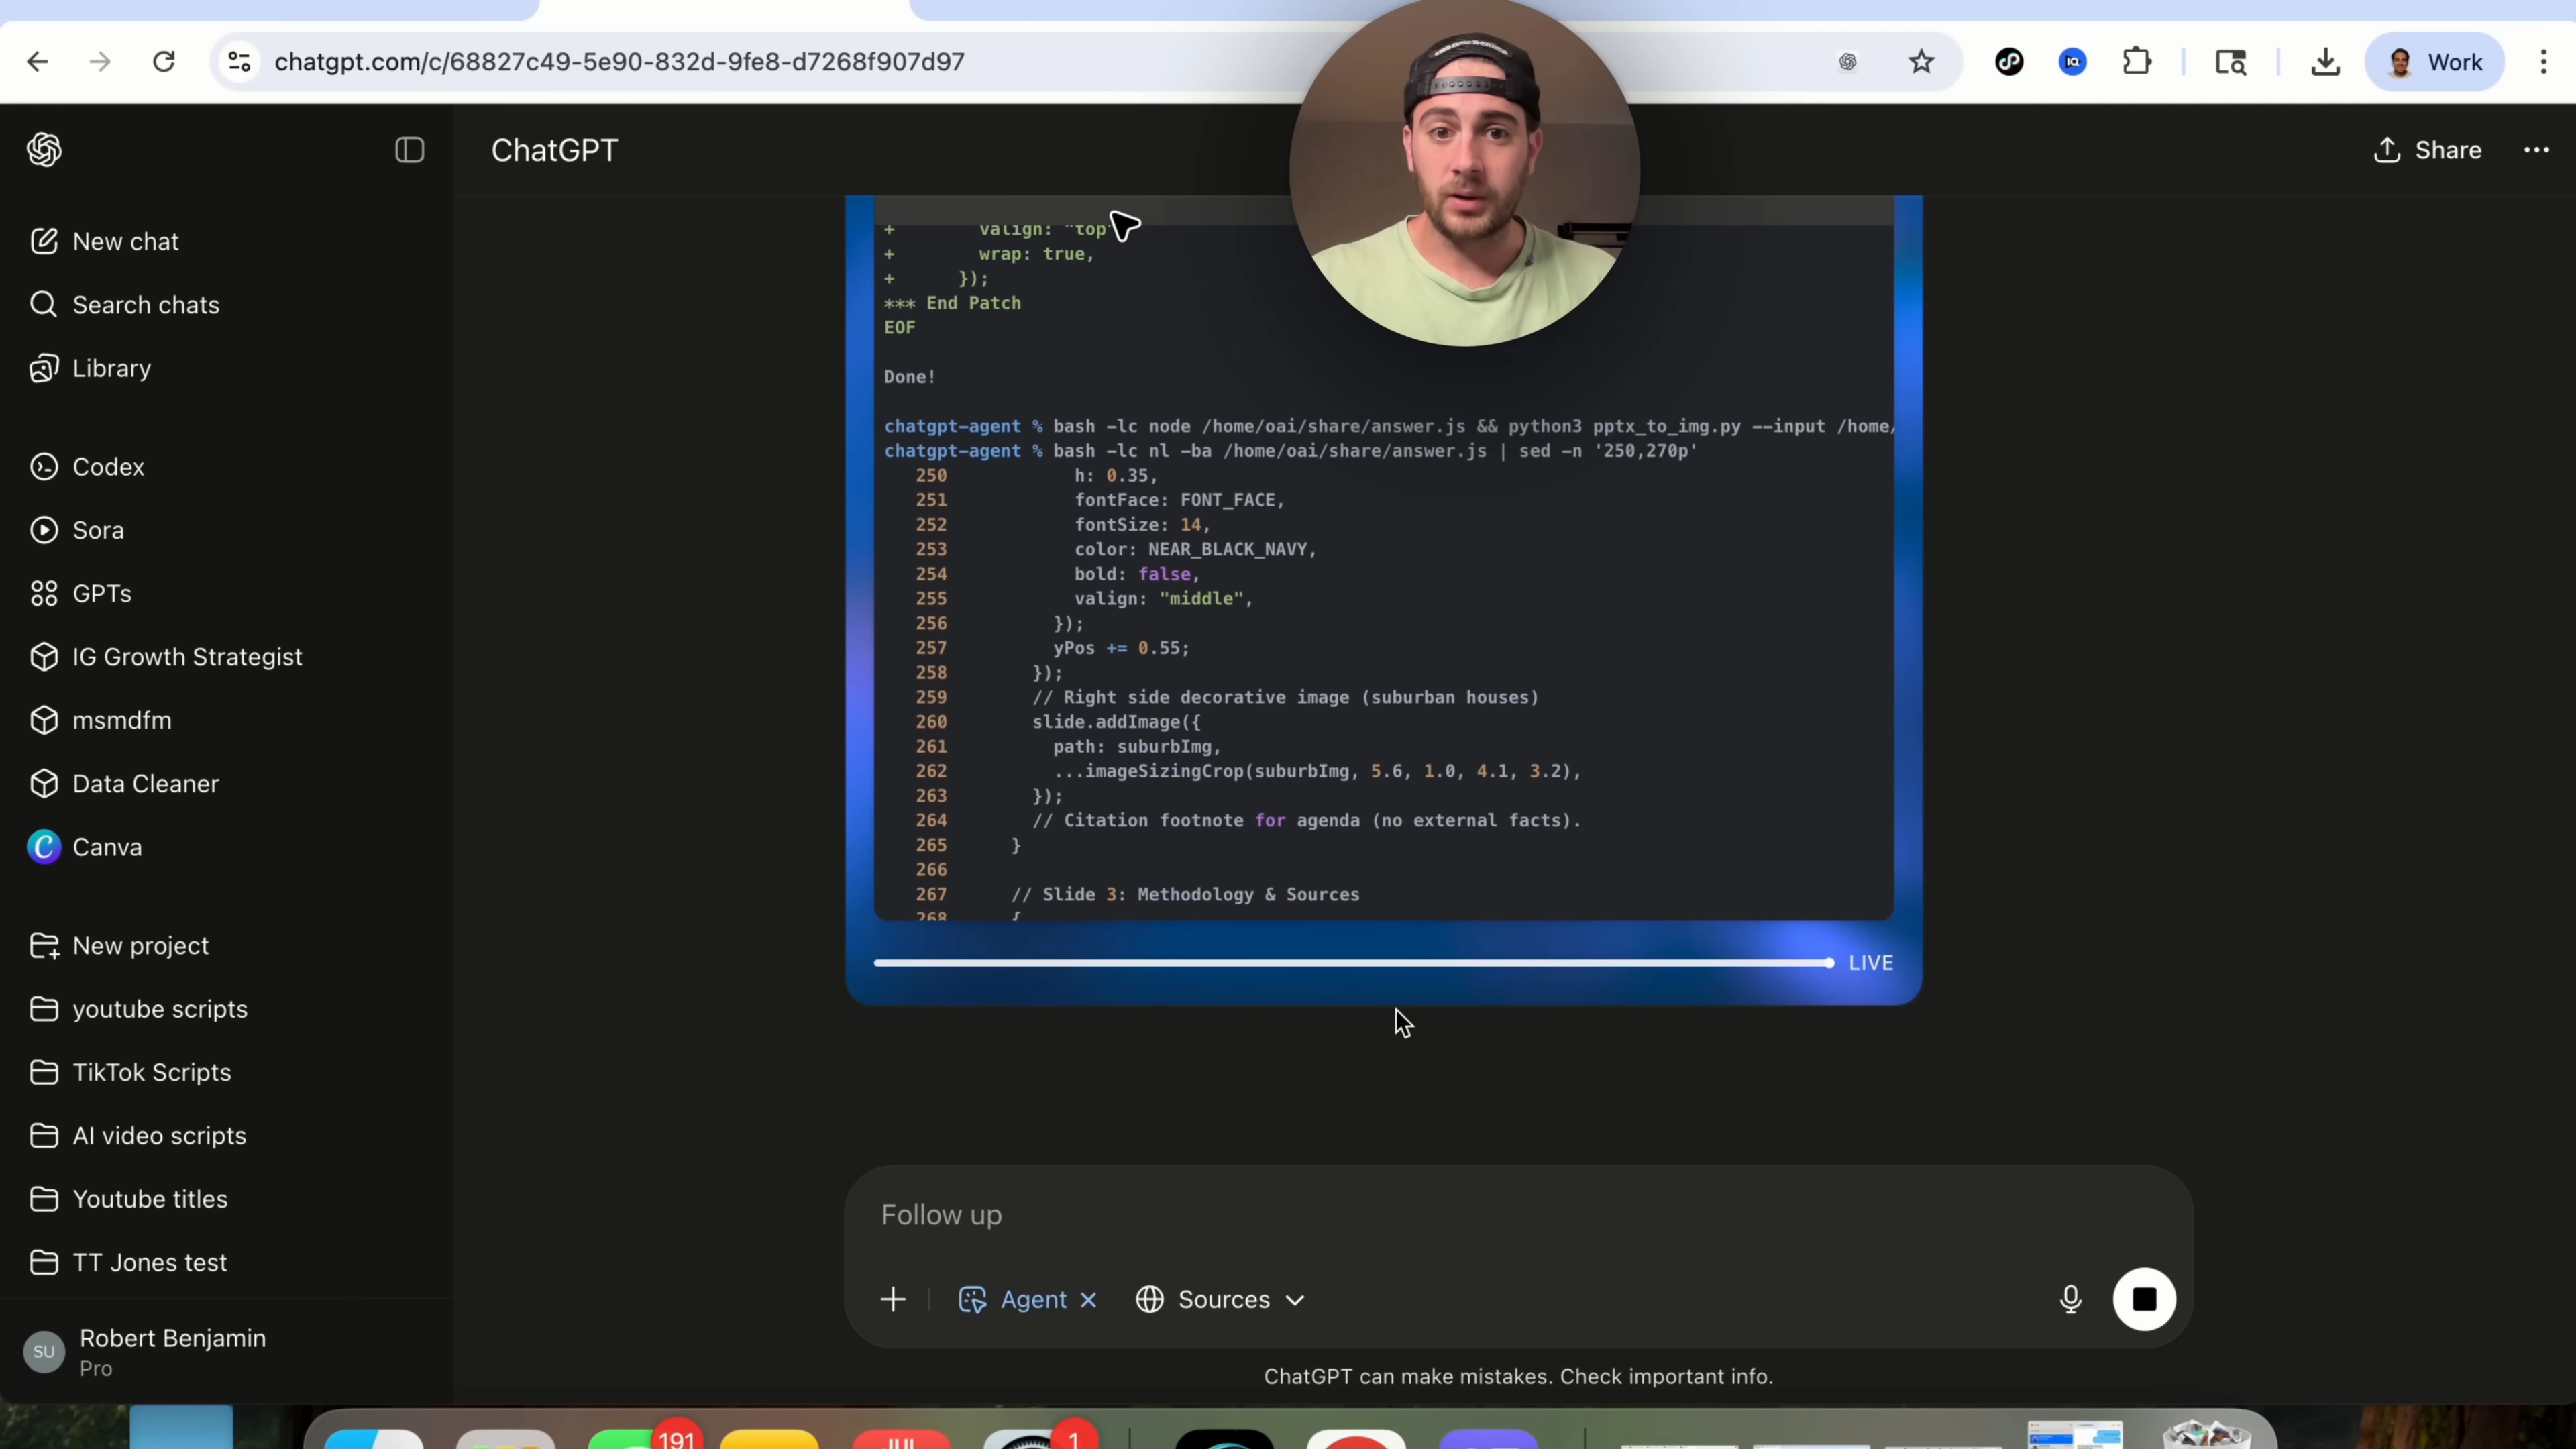 chatgpt.com/c/68827c49-5e90-832d-9fe8-d7268f907d97
Work
ChatGPT
Share
New chat
Search chats
Library
Codex
Sora
GPTs
IG Growth Strategist
msmdfm
Data Cleaner
Canva
New project
youtube scripts
TikTok Scripts
AI video scripts
Youtube titles
TT Jones test
SU
Robert Benjamin
Pro
+ valign: "top"
+ wrap: true,
+ });
*** End Patch
EOF
Done!
chatgpt-agent % bash -lc node /home/oai/share/answer.js && python3 pptx_to_img.py --input /home/
chatgpt-agent % bash -lc nl -ba /home/oai/share/answer.js | sed -n '250,270p'
250 h: 0.35,
251 fontFace: FONT_FACE,
252 fontSize: 14,
253 color: NEAR_BLACK_NAVY,
254 bold: false,
255 valign: "middle",
256 });
257 yPos += 0.55;
258 });
259 // Right side decorative image (suburban houses)
260 slide.addImage({
261 path: suburbImg,
262 ...imageSizingCrop(suburbImg, 5.6, 1.0, 4.1, 3.2),
263 });
264 // Citation footnote for agenda (no external facts).
265 }
266
267 // Slide 3: Methodology & Sources
268 {
LIVE
Follow up
Agent
Sources
ChatGPT can make mistakes. Check important info.
191
1